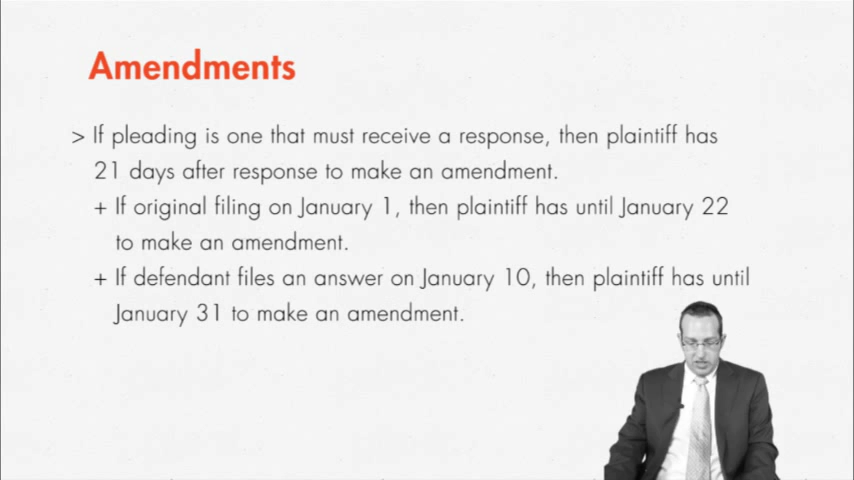 Amendments
> If pleading is one that must receive a response, then plaintiff has
21 days after response to make an amendment.
+ If original filing on January 1, then plaintiff has until January 22
to make an amendment.
+ If defendant files an answer on January 10, then plaintiff has until
January 31 to make an amendment.